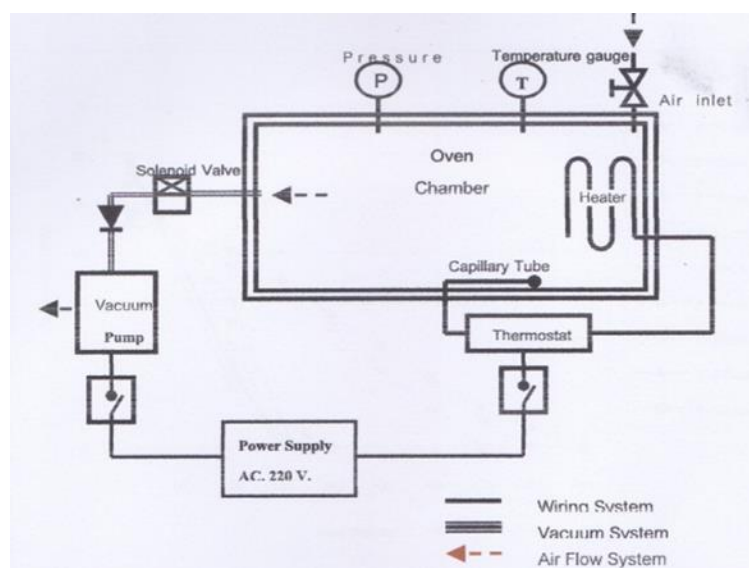 Pressure
Temperature gauge
P
T
Air inlet
Oven
Chamber
Solenoid Valve
Heater
Capillary Tube
Vacuum
Pump
Thermostat
Power Supply
AC. 220 V.
Wiring System
Vacuum System
Air Flow System